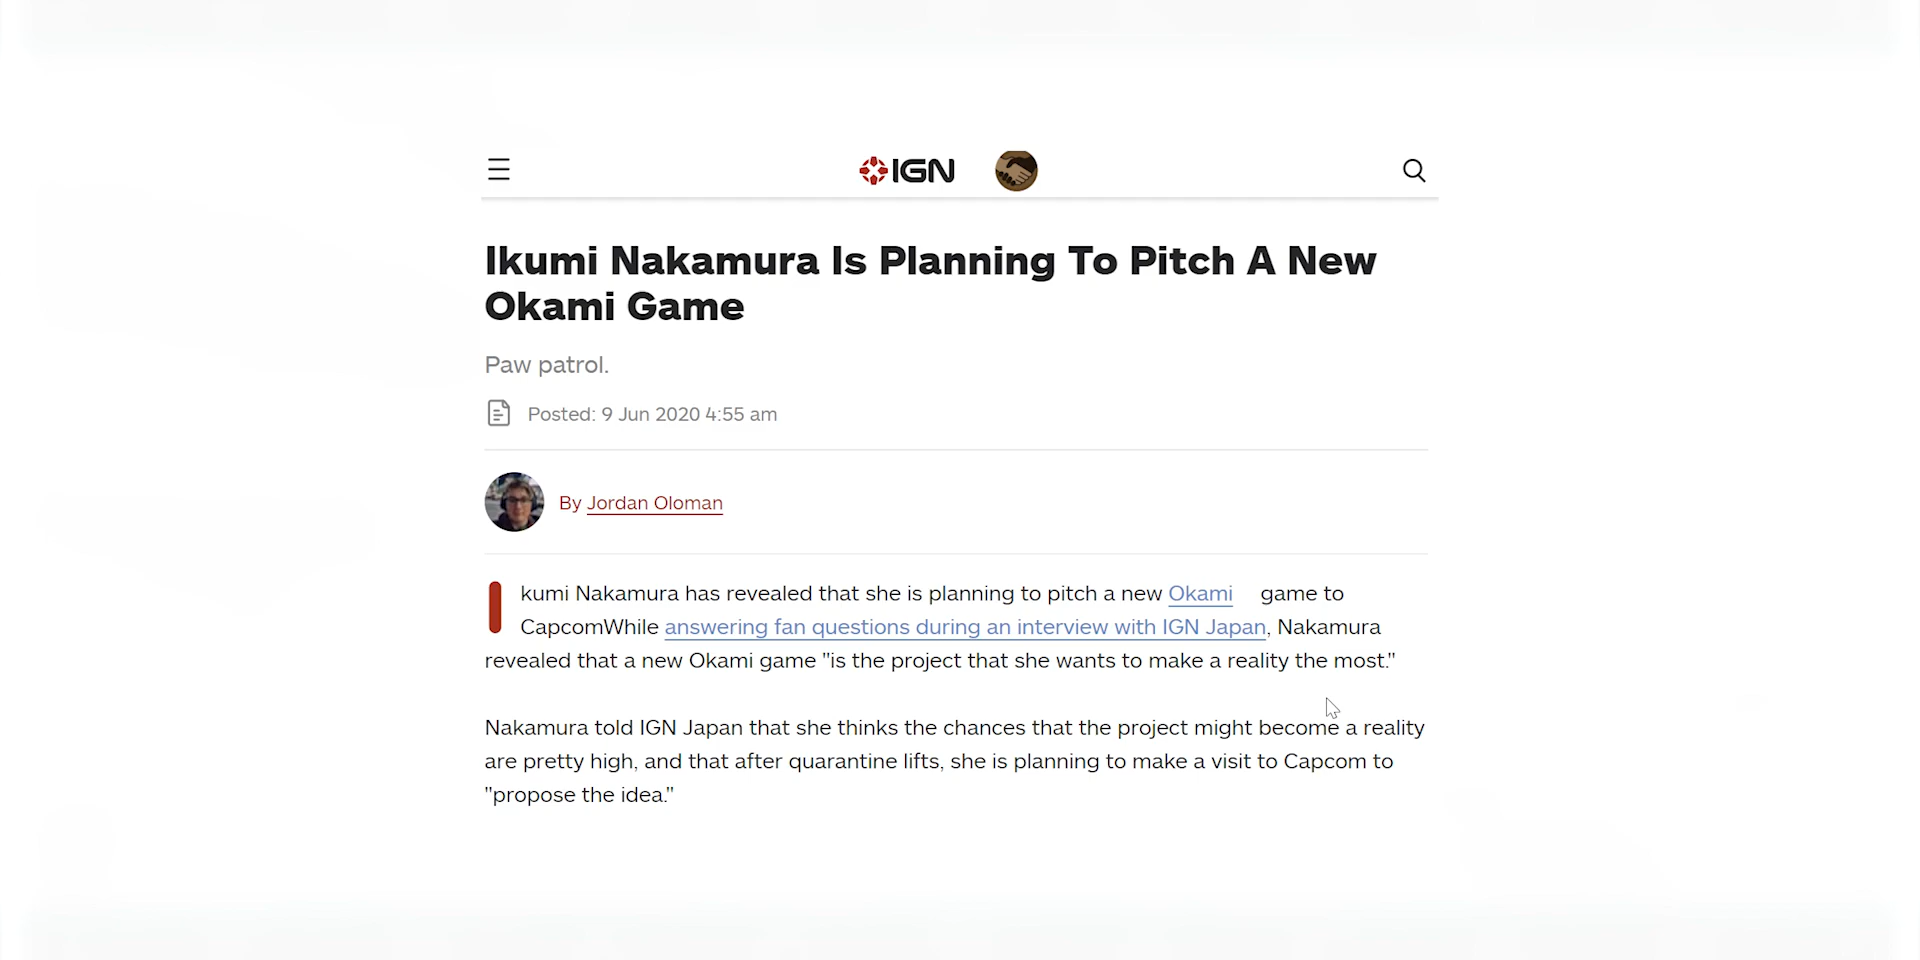 IGN
Ikumi Nakamura Is Planning To Pitch A New
Okami Game
Paw patrol.
Posted: 9 Jun 2020 4:55 am
By Jordan Oloman
Ikumi Nakamura has revealed that she is planning to pitch a new Okami game to
CapcomWhile answering fan questions during an interview with IGN Japan, Nakamura
revealed that a new Okami game "is the project that she wants to make a reality the most."
Nakamura told IGN Japan that she thinks the chances that the project might become a reality
are pretty high, and that after quarantine lifts, she is planning to make a visit to Capcom to
"propose the idea."